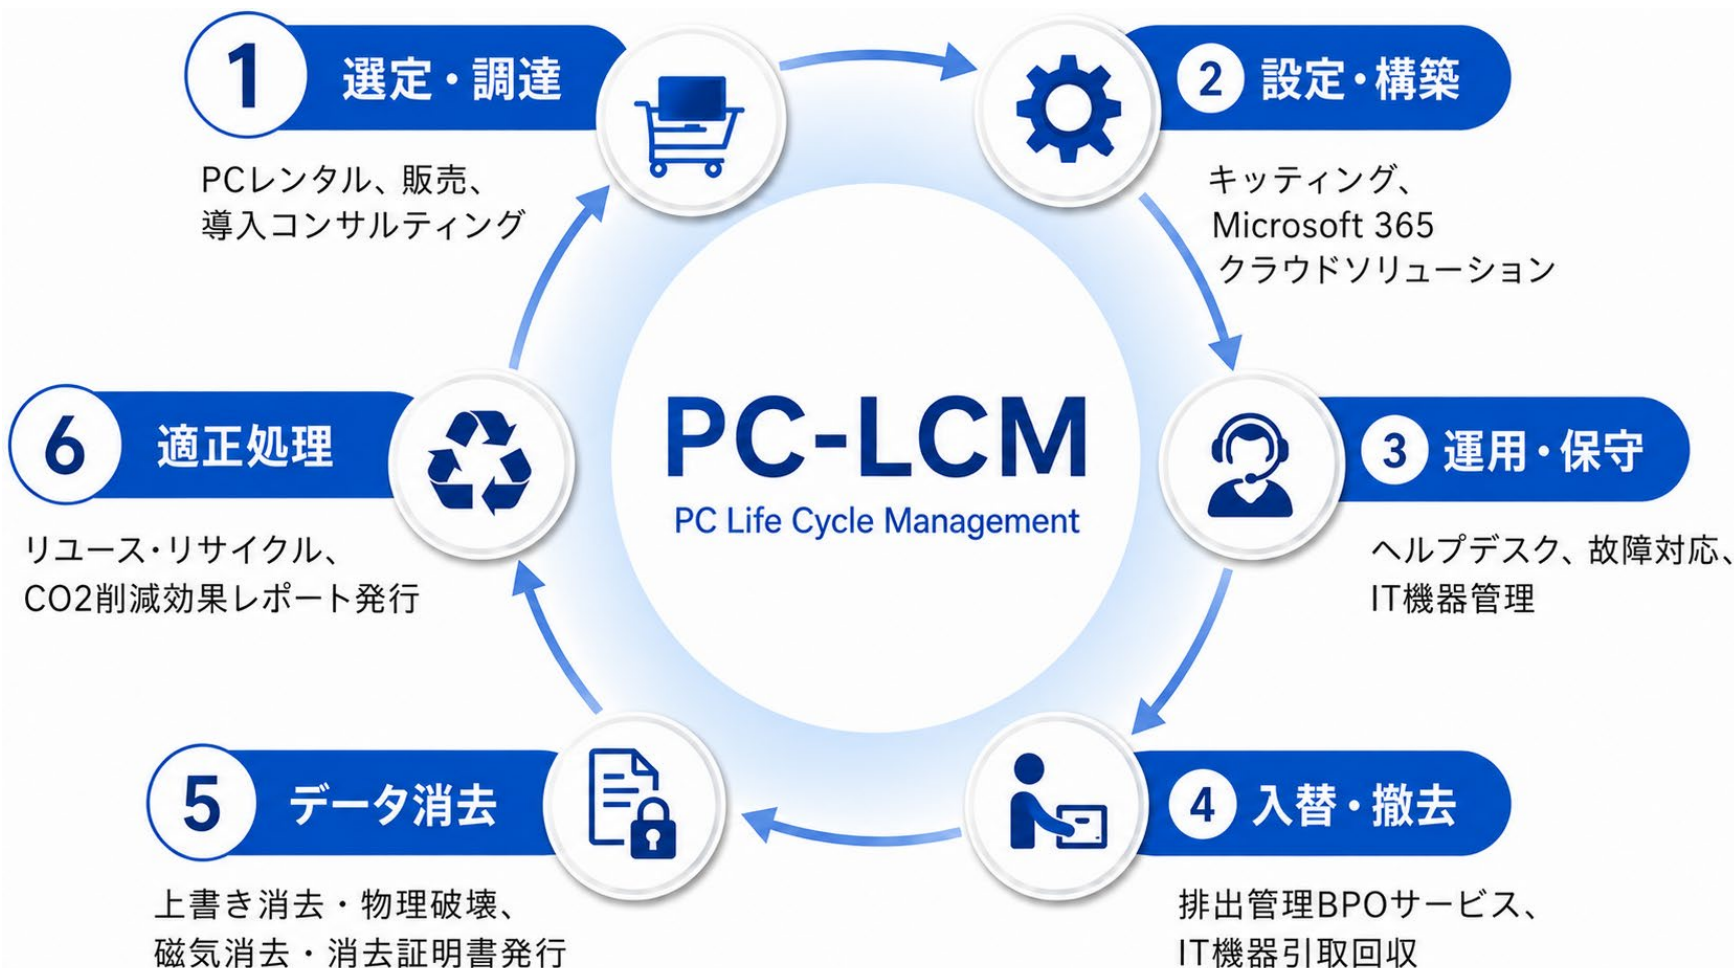 1 選定・調達
PCレンタル、販売、
導入コンサルティング
2 設定・構築
キッティング、
Microsoft 365
クラウドソリューション
PC-LCM
PC Life Cycle Management
3 運用・保守
ヘルプデスク、故障対応、
IT機器管理
4 入替・撤去
排出管理BPOサービス、
IT機器引取回収
5 データ消去
上書き消去・物理破壊、
磁気消去・消去証明書発行
6 適正処理
リユース・リサイクル、
CO2削減効果レポート発行